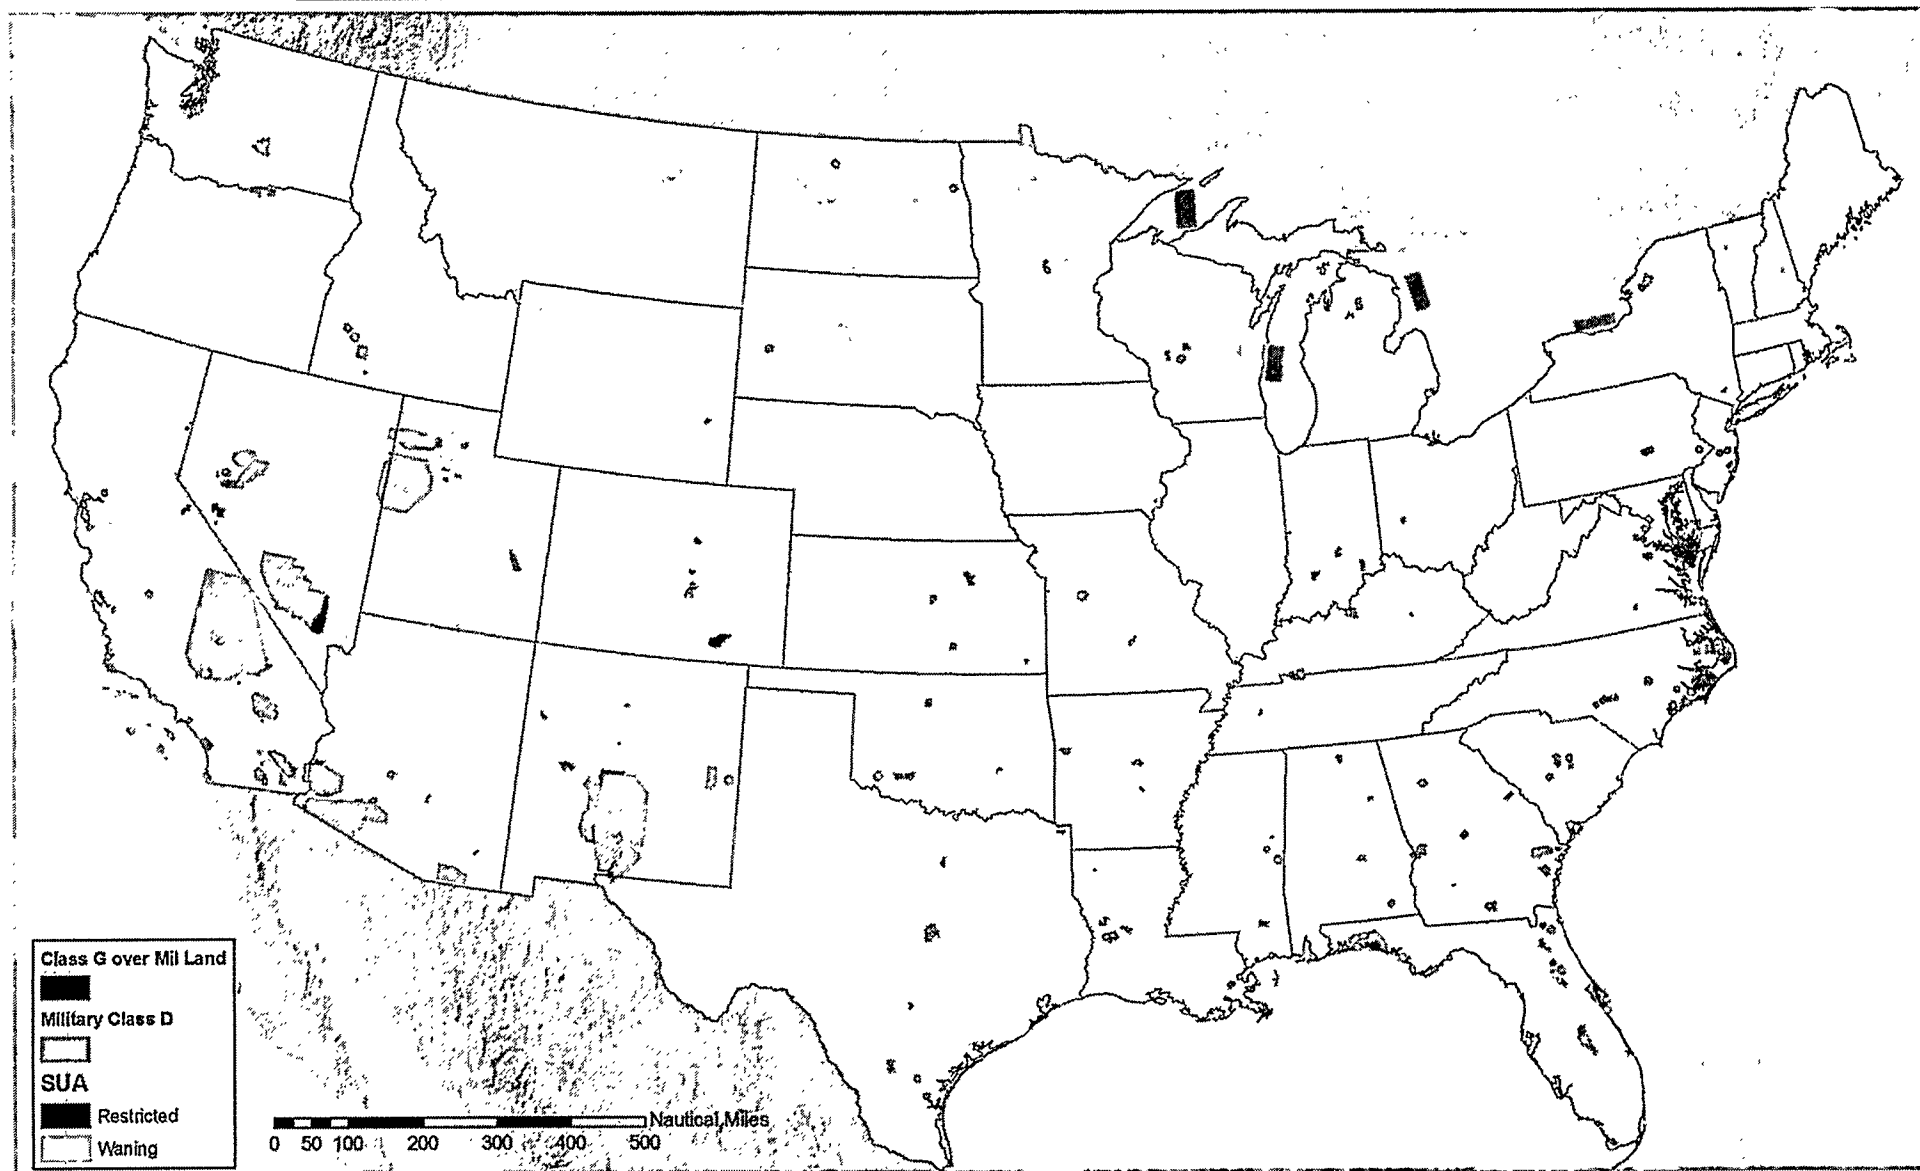 Class G over Mil Land
Military Class D
SUA
Restricted
Waning
Nautical Miles
0 50 100 200 300 400 500